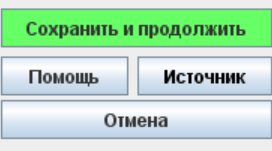 Сохранить и продолжить
Помощь Источник
Отмена